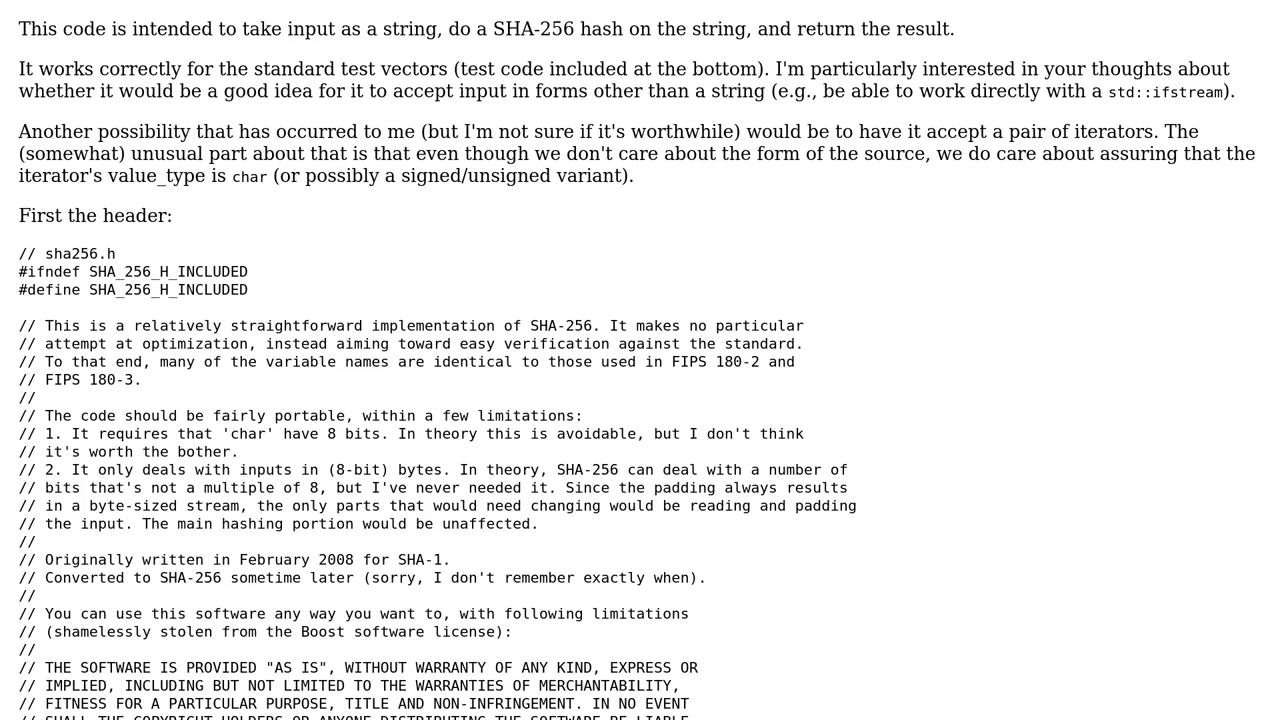 This code is intended to take input as a string, do a SHA-256 hash on the string, and return the result.
It works correctly for the standard test vectors (test code included at the bottom). I'm particularly interested in your thoughts about
whether it would be a good idea for it to accept input in forms other than a string (e.g., be able to work directly with a std::ifstream).
Another possibility that has occurred to me (but I'm not sure if it's worthwhile) would be to have it accept a pair of iterators. The
(somewhat) unusual part about that is that even though we don't care about the form of the source, we do care about assuring that the
iterator's value_type is char (or possibly a signed/unsigned variant).
First the header:
// sha256.h
#ifndef SHA_256_H_INCLUDED
#define SHA_256_H_INCLUDED
// This is a relatively straightforward implementation of SHA-256. It makes no particular
// attempt at optimization, instead aiming toward easy verification against the standard.
// To that end, many of the variable names are identical to those used in FIPS 180-2 and
// FIPS 180-3.
//
// The code should be fairly portable, within a few limitations:
// 1. It requires that 'char' have 8 bits. In theory this is avoidable, but I don't think
// it's worth the bother.
// 2. It only deals with inputs in (8-bit) bytes. In theory, SHA-256 can deal with a number of
// bits that's not a multiple of 8, but I've never needed it. Since the padding always results
// in a byte-sized stream, the only parts that would need changing would be reading and padding
// the input. The main hashing portion would be unaffected.
//
// Originally written in February 2008 for SHA-1.
// Converted to SHA-256 sometime later (sorry, I don't remember exactly when).
//
// You can use this software any way you want to, with following limitations
// (shamelessly stolen from the Boost software license):
//
// THE SOFTWARE IS PROVIDED "AS IS", WITHOUT WARRANTY OF ANY KIND, EXPRESS OR
// IMPLIED, INCLUDING BUT NOT LIMITED TO THE WARRANTIES OF MERCHANTABILITY,
// FITNESS FOR A PARTICULAR PURPOSE, TITLE AND NON-INFRINGEMENT. IN NO EVENT
// SHALL THE COPYRIGHT HOLDERS OR ANYONE DISTRIBUTING THE SOFTWARE BE LIABLE